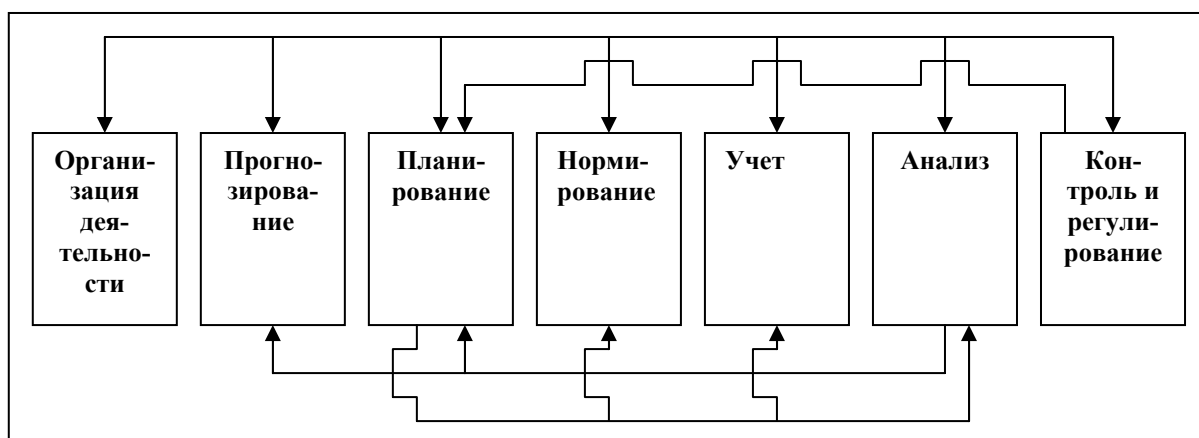 Органи-
зация
дея-
тельно-
сти
Прогно-
зирова-
ние
Плани-
рование
Норми-
рование
Учет
Анализ
Кон-
троль и
регули-
рование